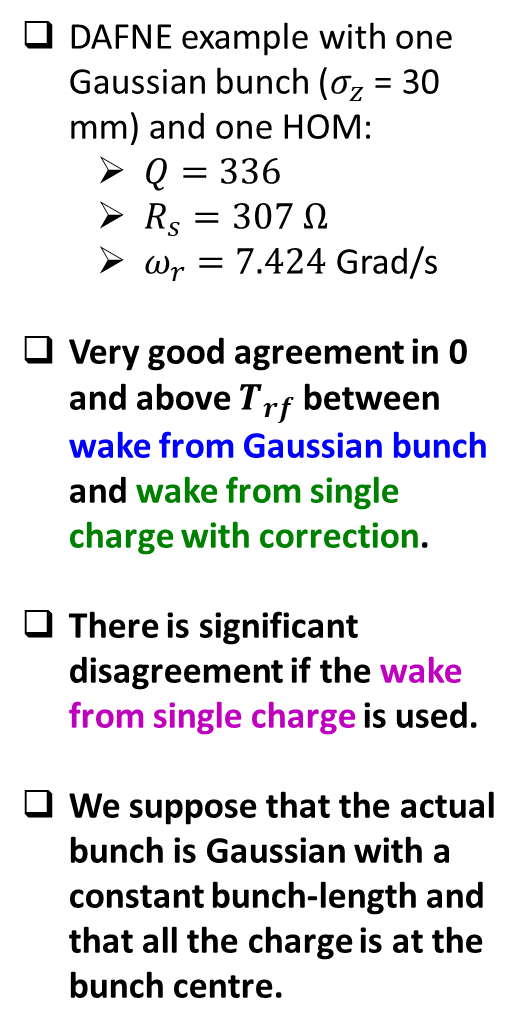 ❑ DAFNE example with one
Gaussian bunch (σ_z = 30
mm) and one HOM:
➢ Q = 336
➢ R_s = 307 Ω
➢ ω_r = 7.424 Grad/s
❑ Very good agreement in 0
and above T_rf between
wake from Gaussian bunch
and wake from single
charge with correction.
❑ There is significant
disagreement if the wake
from single charge is used.
❑ We suppose that the actual
bunch is Gaussian with a
constant bunch-length and
that all the charge is at the
bunch centre.